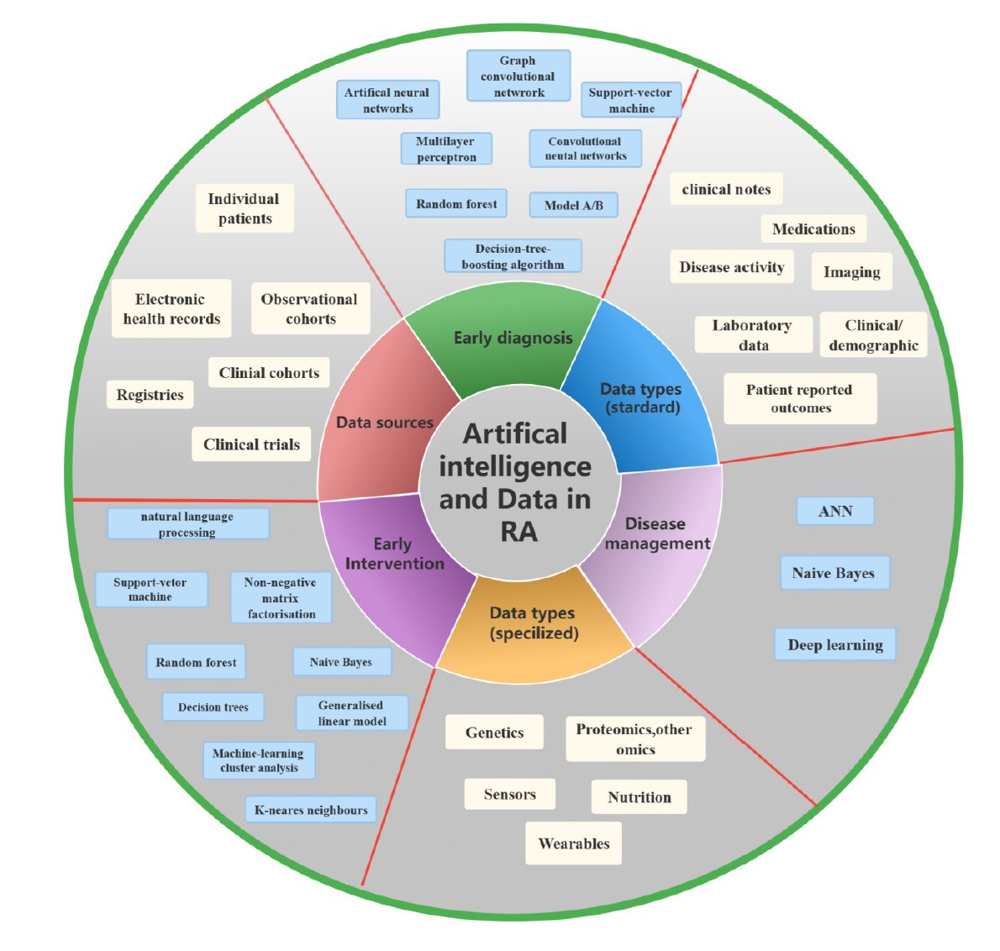 Graph
convolutional
netwrork
Artifical neural
networks
Support-vector
machine
Multilayer
perceptron
Convolutional
neutal networks
Random forest
Model A/B
Decision-tree-
boosting algorithm
Early diagnosis
clinical notes
Medications
Disease activity
Imaging
Laboratory
data
Clinical/
demographic
Patient reported
outcomes
Data types
(stardard)
Individual
patients
Electronic
health records
Observational
cohorts
Clinial cohorts
Registries
Clinical trials
Data sources
Artifical
intelligence
and Data in
RA
Disease
management
ANN
Naive Bayes
Deep learning
Early
Intervention
natural language
processing
Support-vetor
machine
Non-negative
matrix
factorisation
Random forest
Naive Bayes
Decision trees
Generalised
linear model
Machine-learning
cluster analysis
K-neares neighbours
Data types
(specilized)
Genetics
Proteomics,other
omics
Sensors
Nutrition
Wearables